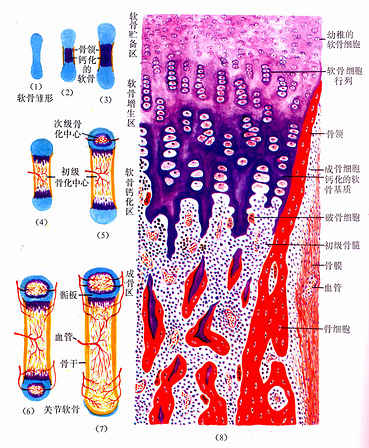 (1)
(2)
(3)
软骨雏形
骨领
钙化
的
软骨
次级骨
化中心
初级
骨化中心
(4)
(5)
骺板
血管
骨干
(6)
关节软骨
(7)
软骨贮备区
软骨增生区
软骨钙化区
成骨区
幼稚的
软骨细胞
软骨细胞
行列
骨领
成骨细胞
钙化的软
骨基质
破骨细胞
初级骨髓
骨膜
血管
骨细胞
(8)